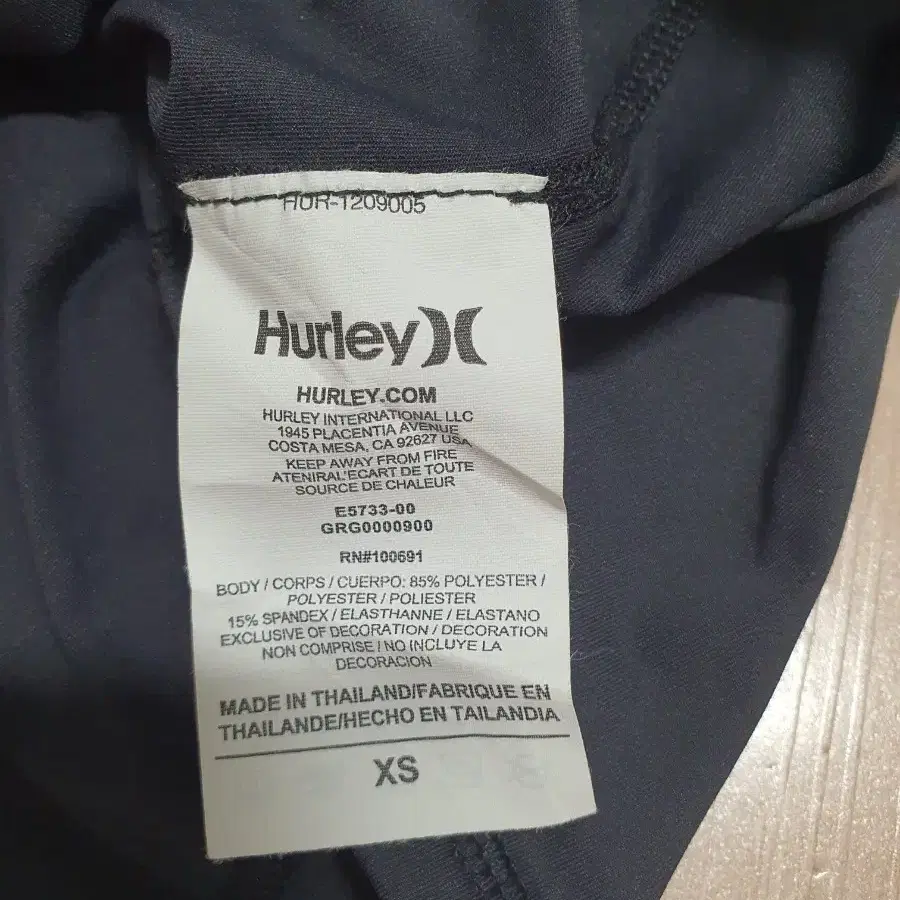 HUR-1209005
Hurley
HURLEY.COM
HURLEY INTERNATIONAL LLC
1945 PLACENTIA AVENUE
COSTA MESA, CA 92627 USA
KEEP AWAY FROM FIRE
ATENIRAL'ECART DE TOUTE
SOURCE DE CHALEUR
E5733-00
GRG0000900
RN#100691
BODY / CORPS / CUERPO: 85% POLYESTER /
POLYESTER / POLIESTER
15% SPANDEX / ELASTHANNE / ELASTANO
EXCLUSIVE OF DECORATION / DECORATION
NON COMPRISE / NO INCLUYE LA
DECORACION
MADE IN THAILAND/FABRIQUE EN
THAILANDE/HECHO EN TAILANDIA
XS